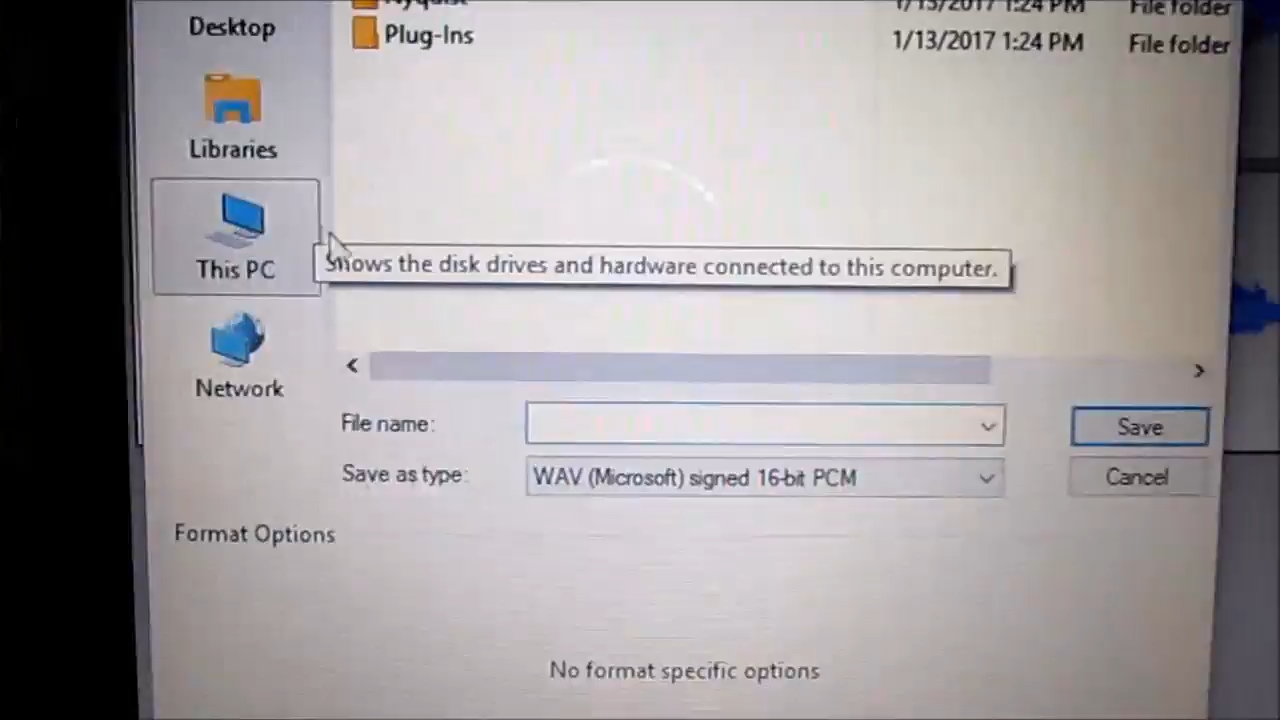 Desktop
Nyquist 1/13/2017 1:24 PM File folder
Plug-Ins 1/13/2017 1:24 PM File folder
Libraries
This PC
Shows the disk drives and hardware connected to this computer.
Network
File name:
Save
Save as type: WAV (Microsoft) signed 16-bit PCM
Cancel
Format Options
No format specific options